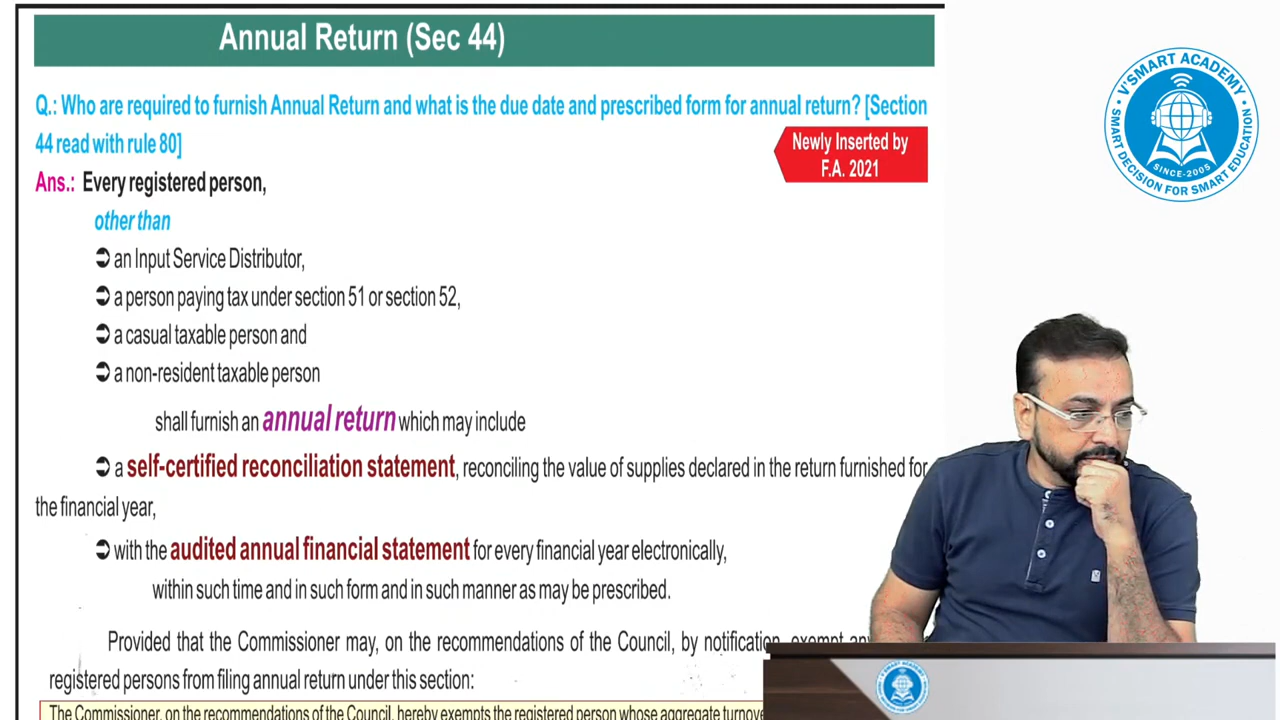 Annual Return (Sec 44)
Q.: Who are required to furnish Annual Return and what is the due date and prescribed form for annual return? [Section
44 read with rule 80]
Newly Inserted by
F.A. 2021
Ans.: Every registered person,
other than
➲ an Input Service Distributor,
➲ a person paying tax under section 51 or section 52,
➲ a casual taxable person and
➲ a non-resident taxable person
shall furnish an annual return which may include
➲ a self-certified reconciliation statement, reconciling the value of supplies declared in the return furnished for
the financial year,
➲ with the audited annual financial statement for every financial year electronically,
within such time and in such form and in such manner as may be prescribed.
Provided that the Commissioner may, on the recommendations of the Council, by notification, exempt
registered persons from filing annual return under this section:
The Commissioner, on the recommendations of the Council, hereby exempts the registered person whose aggregate
V'SMART ACADEMY
SINCE-2005
SMART DECISION FOR SMART EDUCATION